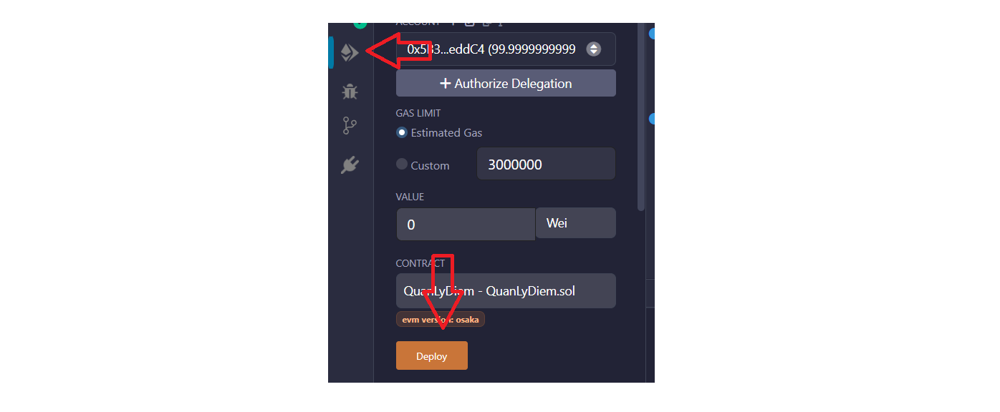 ACCOUNT
0x5B3...eddC4 (99.9999999999
+ Authorize Delegation
GAS LIMIT
Estimated Gas
Custom
3000000
VALUE
0
Wei
CONTRACT
QuanLyDiem - QuanLyDiem.sol
evm version: osaka
Deploy